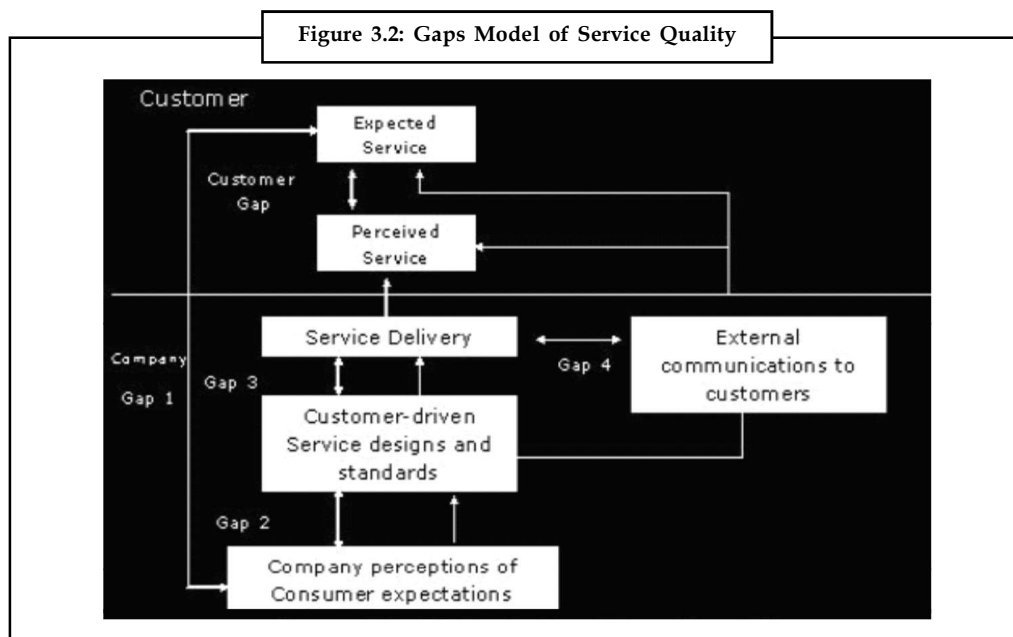 Figure 3.2: Gaps Model of Service Quality
Customer
Expected
Service
Customer
Gap
Perceived
Service
Service Delivery
External
communications to
customers
Gap 4
Company
Gap 1
Gap 3
Customer-driven
Service designs and
standards
Gap 2
Company perceptions of
Consumer expectations